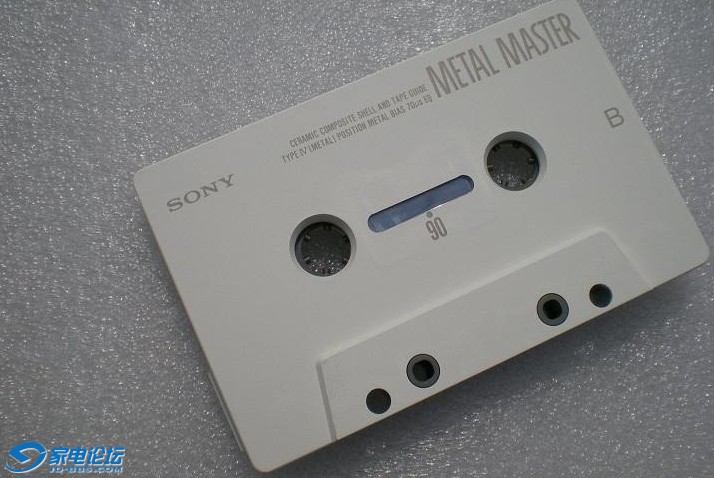 METAL MASTER
CERAMIC COMPOSITE SHELL AND TAPE GUIDE
TYPE IV (METAL) POSITION METAL BIAS 70µs EQ
B
SONY
90
家电论坛
JD-BBS.COM